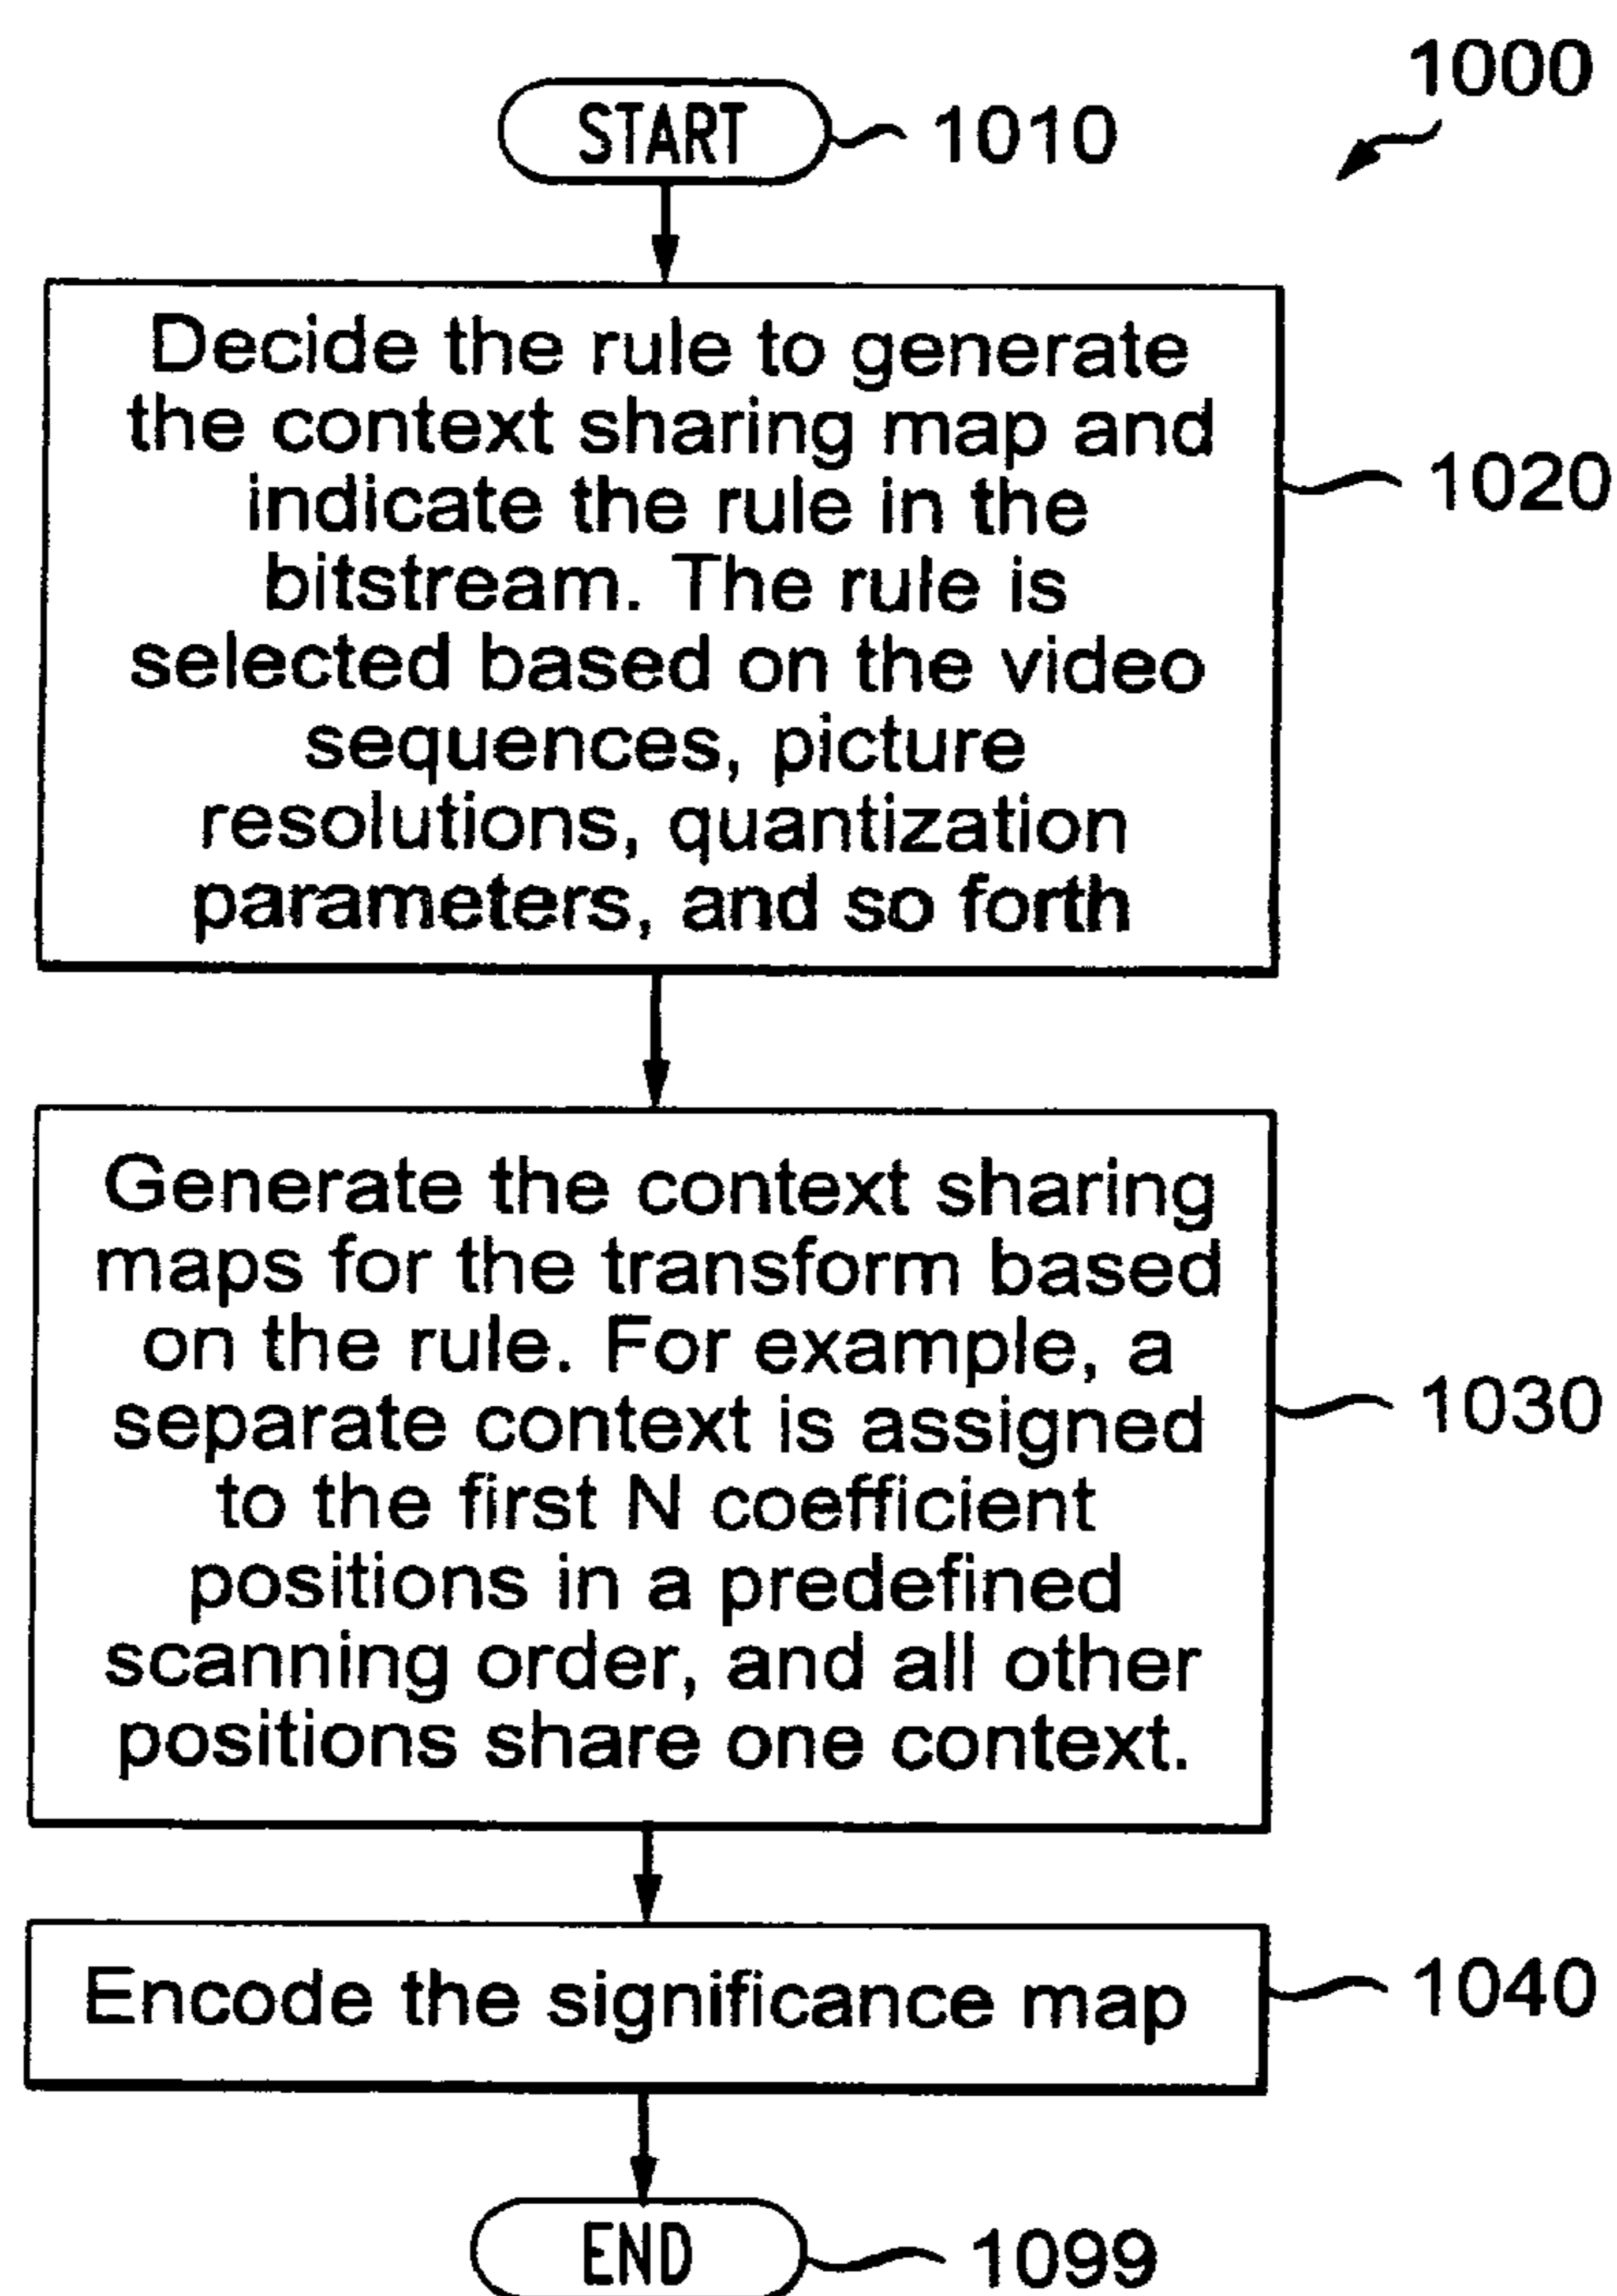 1000
START
1010
Decide the rule to generate
the context sharing map and
indicate the rule in the
bitstream. The rule is
selected based on the video
sequences, picture
resolutions, quantization
parameters, and so forth
1020
Generate the context sharing
maps for the transform based
on the rule. For example, a
separate context is assigned
to the first N coefficient
positions in a predefined
scanning order, and all other
positions share one context.
1030
Encode the significance map
1040
END
1099